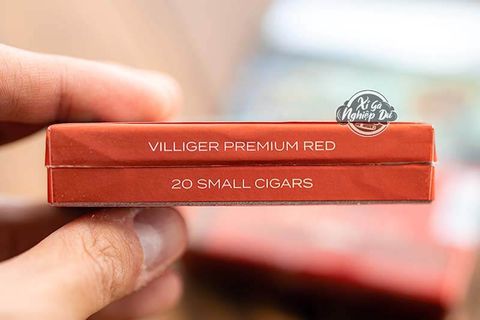 Xì Gà
Nghiệp Dư
VILLIGER PREMIUM RED
20 SMALL CIGARS